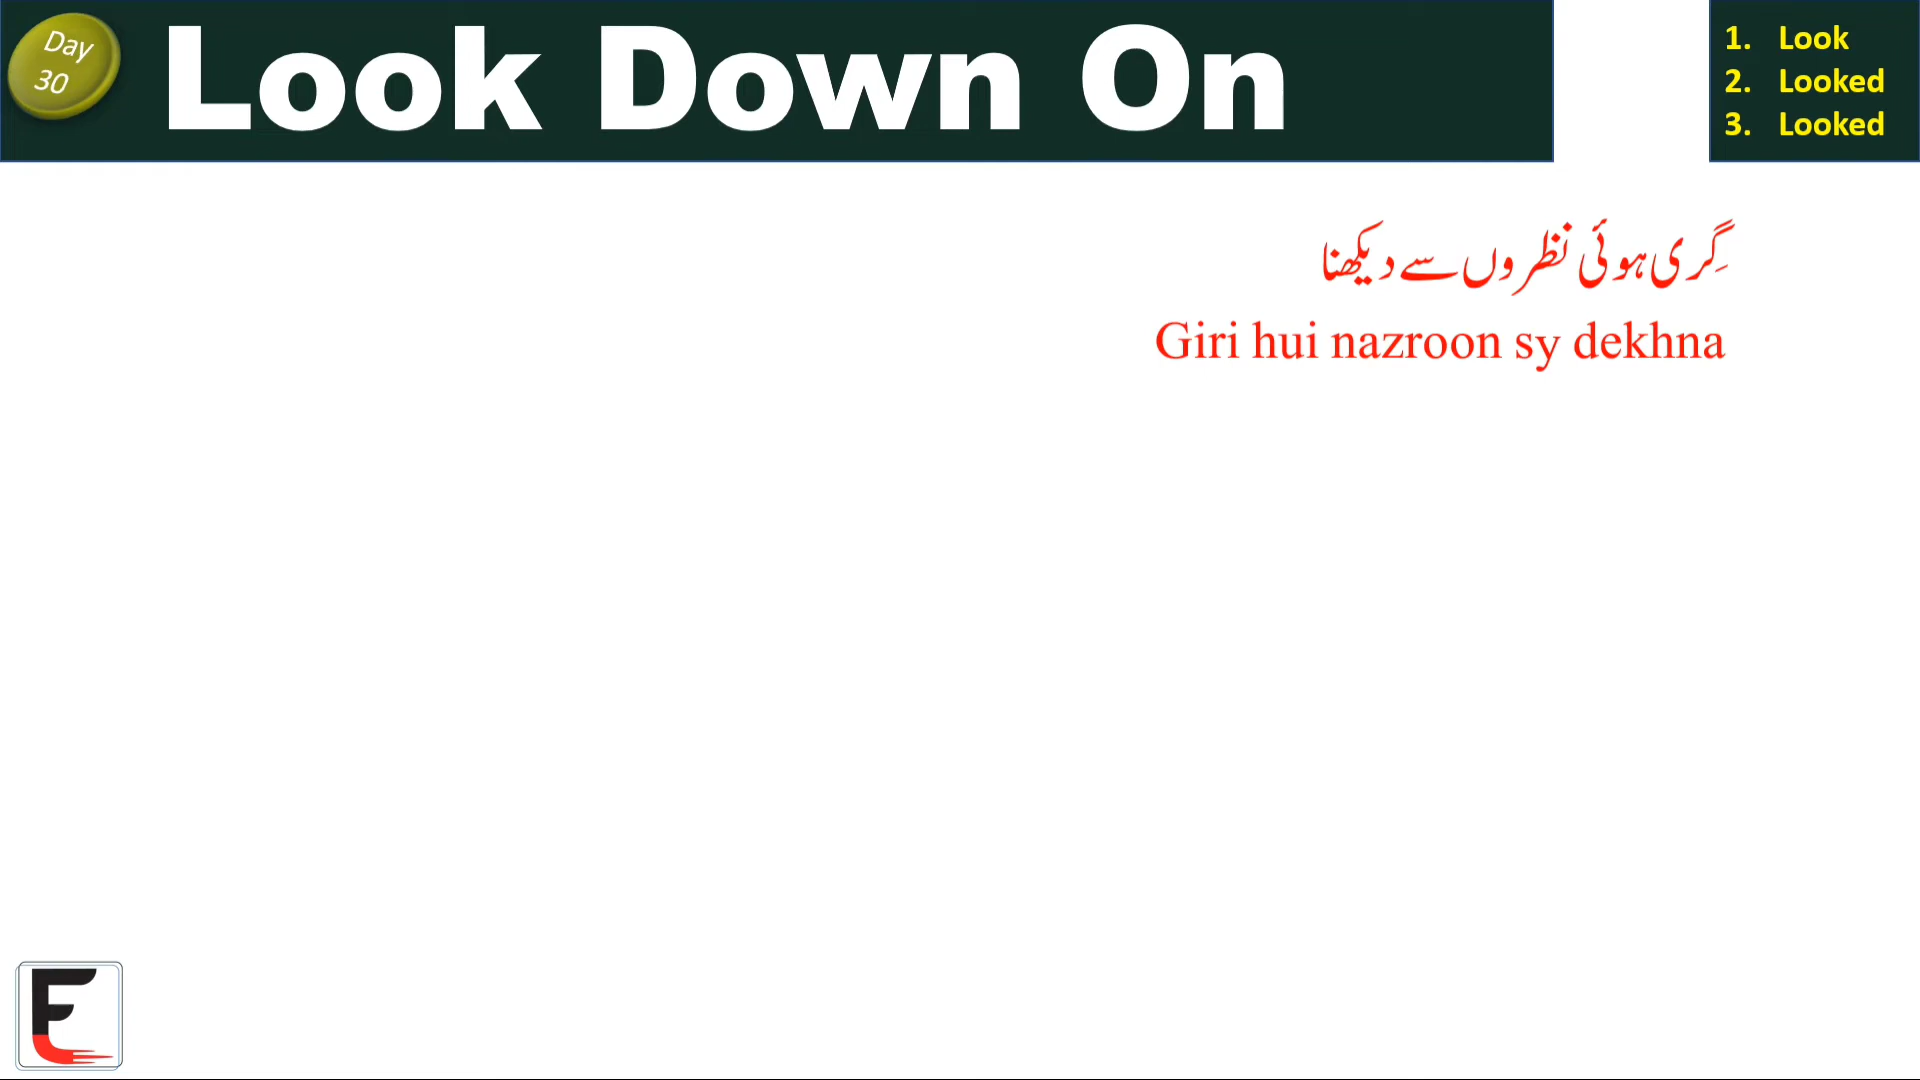 Day
30
Look Down On
1. Look
2. Looked
3. Looked
گِری ہوئی نظروں سے دیکھنا
Giri hui nazroon sy dekhna